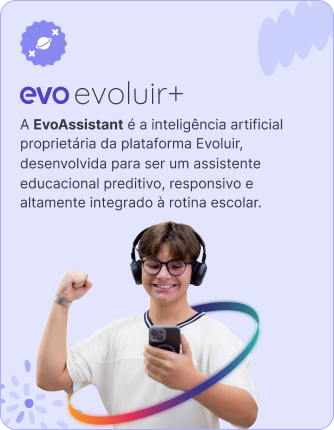 evo evoluir+
A EvoAssistant é a inteligência artificial
proprietária da plataforma Evoluir,
desenvolvida para ser um assistente
educacional preditivo, responsivo e
altamente integrado à rotina escolar.